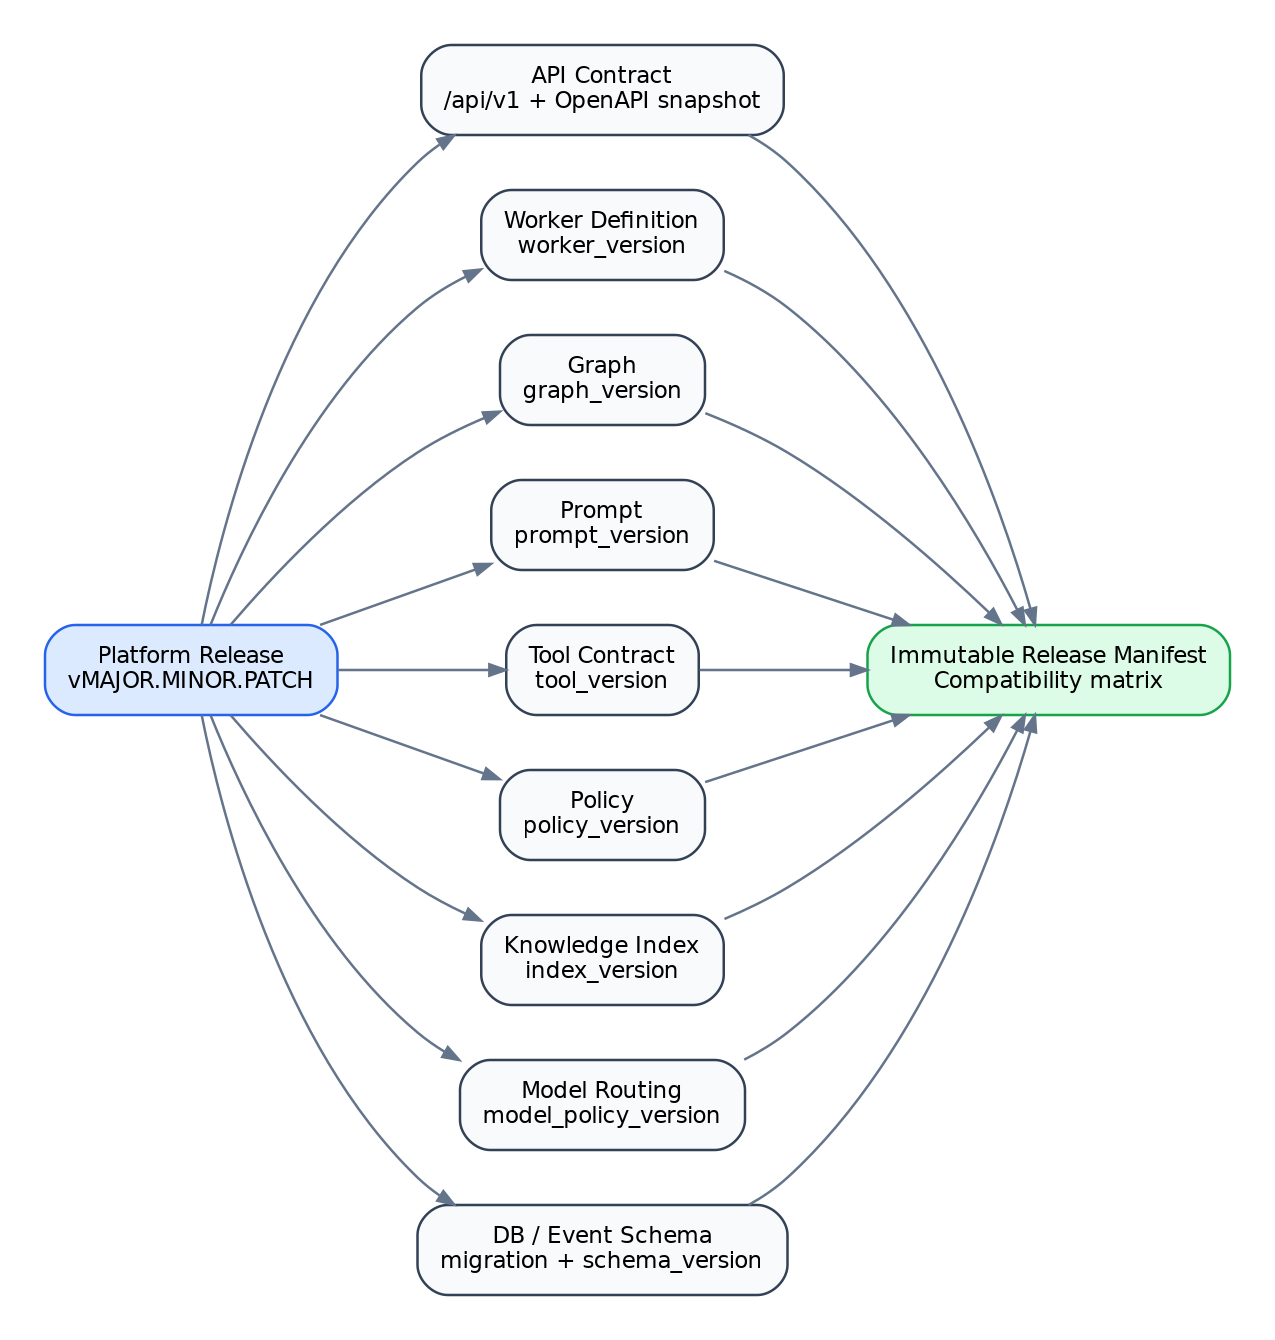 API Contract
/api/v1 + OpenAPI snapshot
Worker Definition
worker_version
Graph
graph_version
Prompt
prompt_version
Platform Release
vMAJOR.MINOR.PATCH
Tool Contract
tool_version
Immutable Release Manifest
Compatibility matrix
Policy
policy_version
Knowledge Index
index_version
Model Routing
model_policy_version
DB / Event Schema
migration + schema_version